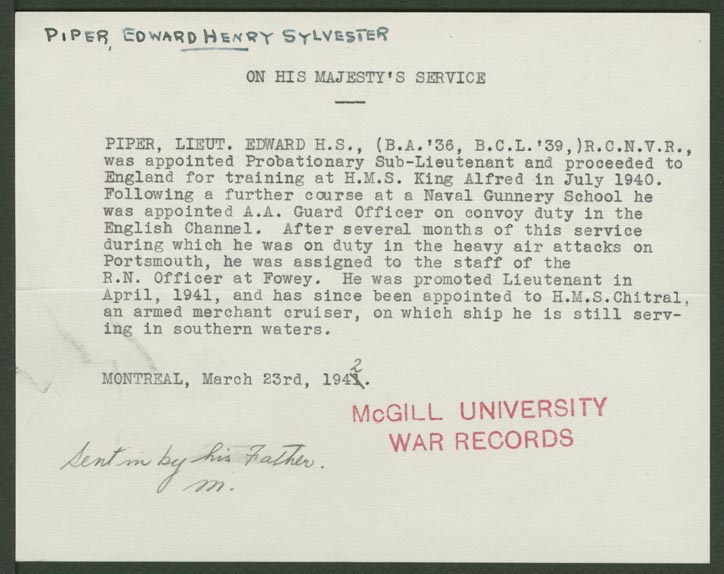 PIPER, EDWARD HENRY SYLVESTER
ON HIS MAJESTY'S SERVICE
PIPER, LIEUT. EDWARD H.S., (B.A.'36, B.C.L.'39,)R.C.N.V.R.,
was appointed Probationary Sub-Lieutenant and proceeded to
England for training at H.M.S. King Alfred in July 1940.
Following a further course at a Naval Gunnery School he
was appointed A.A. Guard Officer on convoy duty in the
English Channel. After several months of this service
during which he was on duty in the heavy air attacks on
Portsmouth, he was assigned to the staff of the
R.N. Officer at Fowey. He was promoted Lieutenant in
April, 1941, and has since been appointed to H.M.S.Chitral,
an armed merchant cruiser, on which ship he is still serv-
ing in southern waters.
MONTREAL, March 23rd, 1942.
McGILL UNIVERSITY
WAR RECORDS
Sent in by his Father.
M.